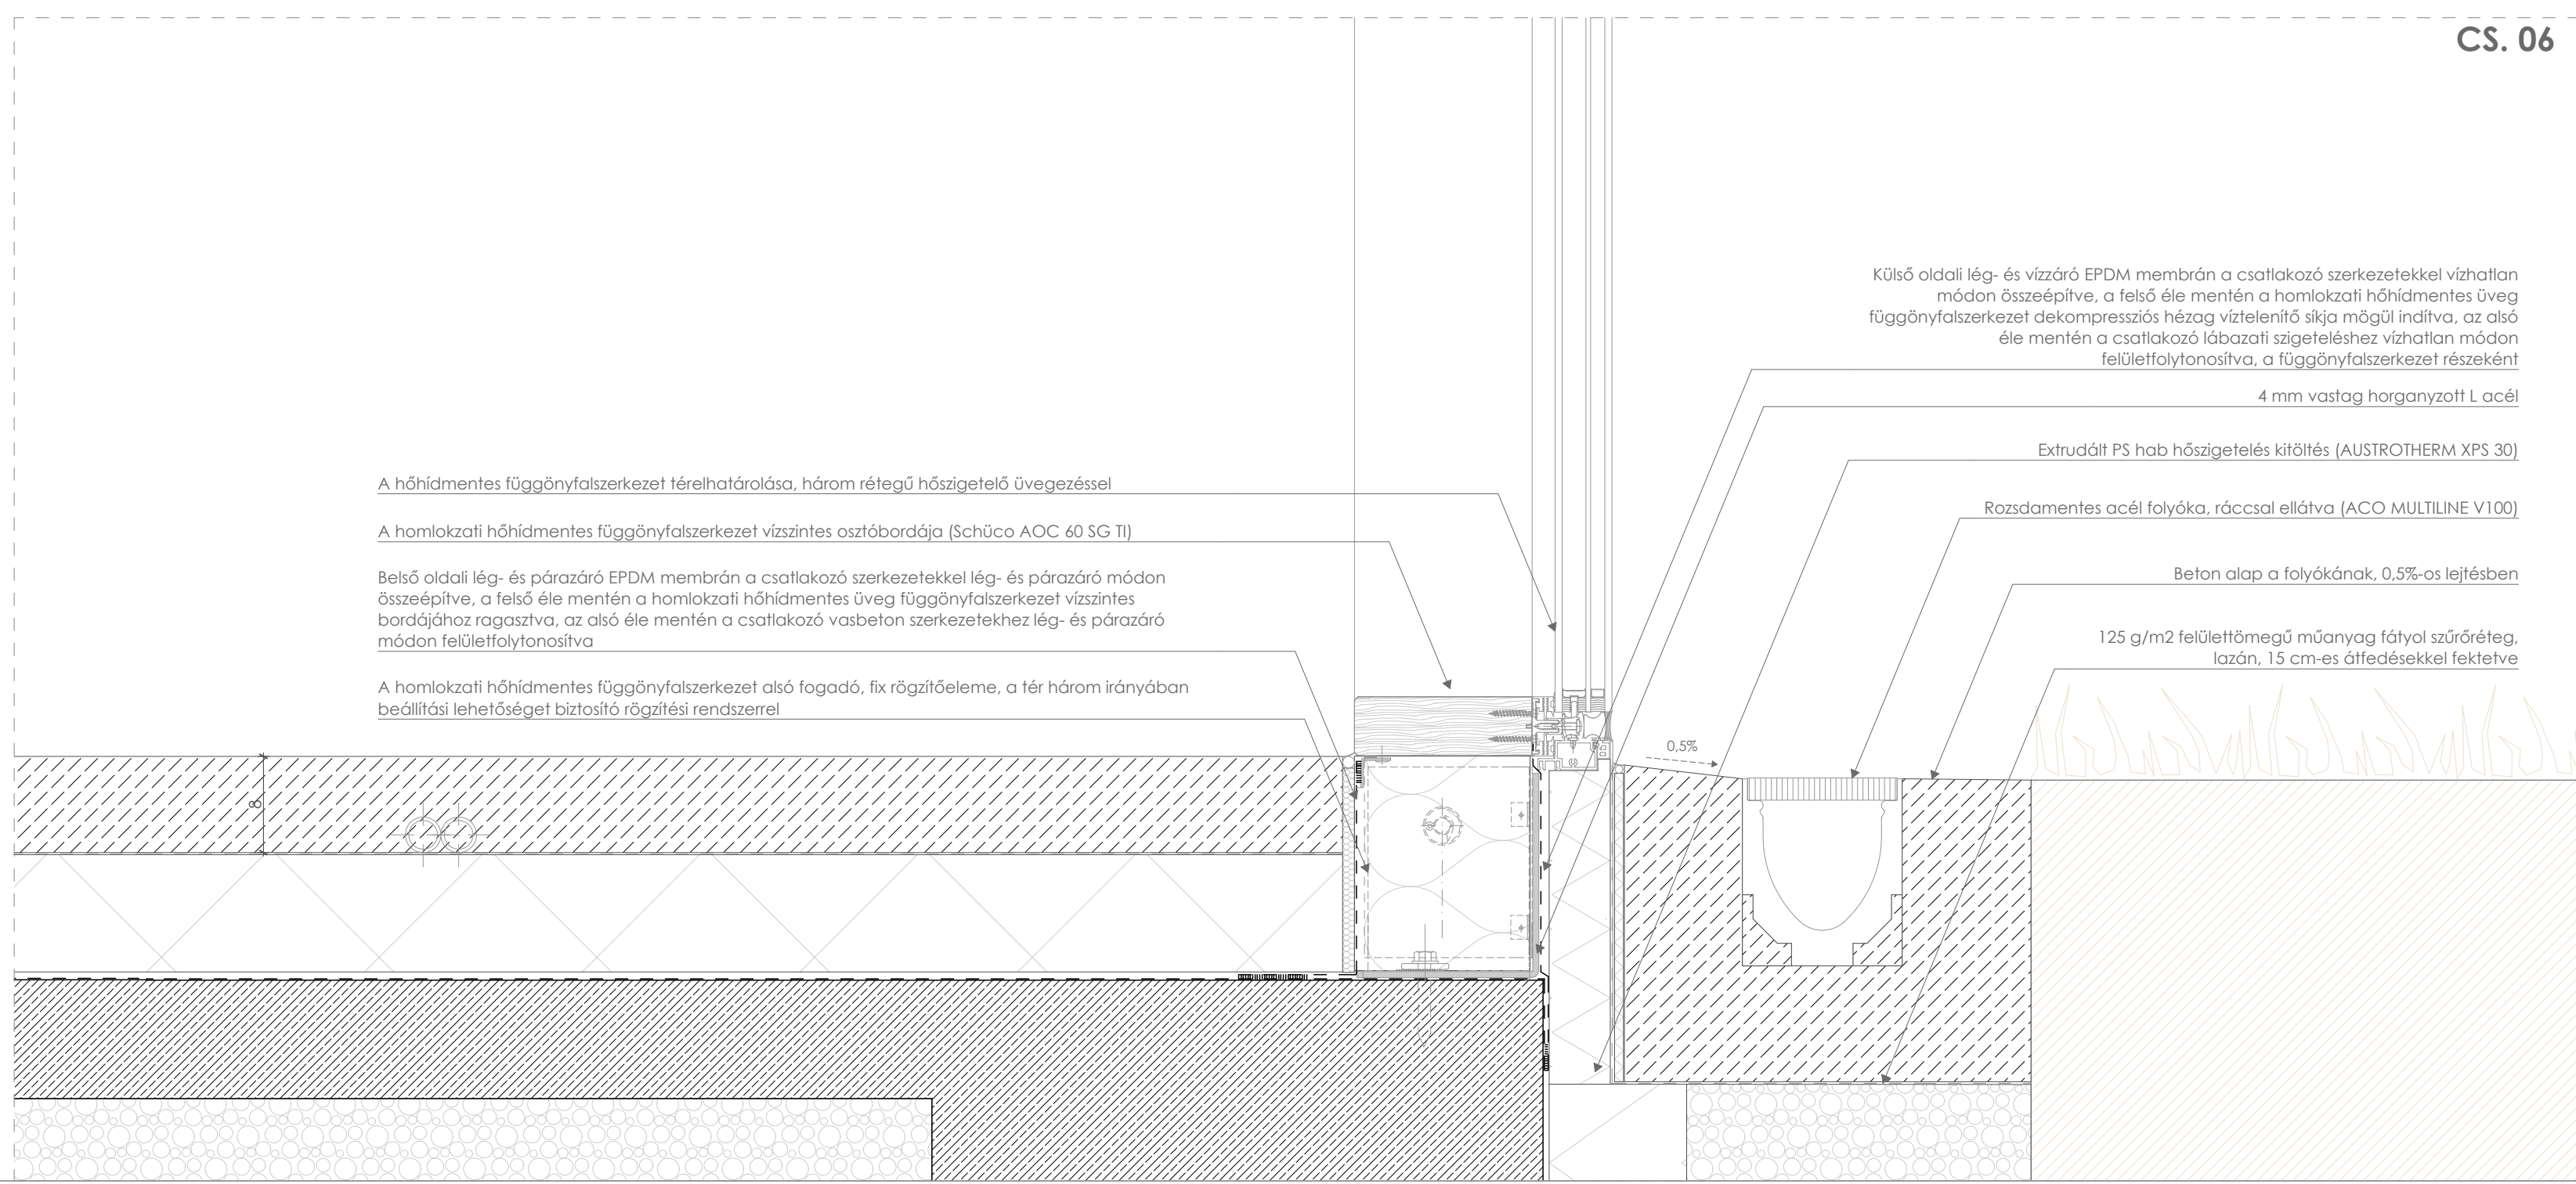 CS. 06
A hőhídmentes függönyfalszerkezet térelhatárolása, három rétegű hőszigetelő üvegezéssel
A homlokzati hőhídmentes függönyfalszerkezet vízszintes osztóbordája (Schüco AOC 60 SG TI)
Belső oldali lég- és párazáró EPDM membrán a csatlakozó szerkezetekkel lég- és párazáró módon
összeépítve, a felső éle mentén a homlokzati hőhídmentes üveg függönyfalszerkezet vízszintes
bordájához ragasztva, az alsó éle mentén a csatlakozó vasbeton szerkezetekhez lég- és párazáró
módon felületfolytonosítva
A homlokzati hőhídmentes függönyfalszerkezet alsó fogadó, fix rögzítőeleme, a tér három irányában
beállítási lehetőséget biztosító rögzítési rendszerrel
8
Külső oldali lég- és vízzáró EPDM membrán a csatlakozó szerkezetekkel vízhatlan
módon összeépítve, a felső éle mentén a homlokzati hőhídmentes üveg
függönyfalszerkezet dekompressziós hézag víztelenítő síkja mögül indítva, az alsó
éle mentén a csatlakozó lábazati szigeteléshez vízhatlan módon
felületfolytonosítva, a függönyfalszerkezet részeként
4 mm vastag horganyzott L acél
Extrudált PS hab hőszigetelés kitöltés (AUSTROTHERM XPS 30)
Rozsdamentes acél folyóka, ráccsal ellátva (ACO MULTILINE V100)
Beton alap a folyókának, 0,5%-os lejtésben
125 g/m2 felülettömegű műanyag fátyol szűrőréteg,
lazán, 15 cm-es átfedésekkel fektetve
0,5%